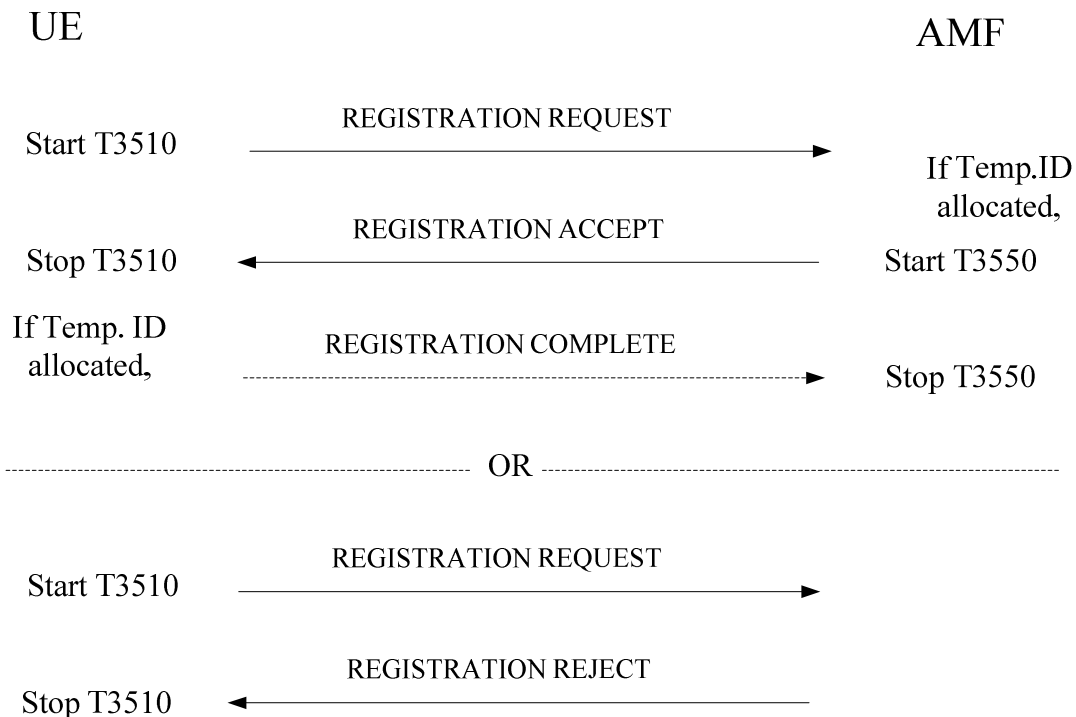 UE
AMF
REGISTRATION REQUEST
Start T3510
If Temp.ID
allocated,
REGISTRATION ACCEPT
Stop T3510
Start T3550
If Temp. ID
allocated,
REGISTRATION COMPLETE
Stop T3550
OR
REGISTRATION REQUEST
Start T3510
REGISTRATION REJECT
Stop T3510